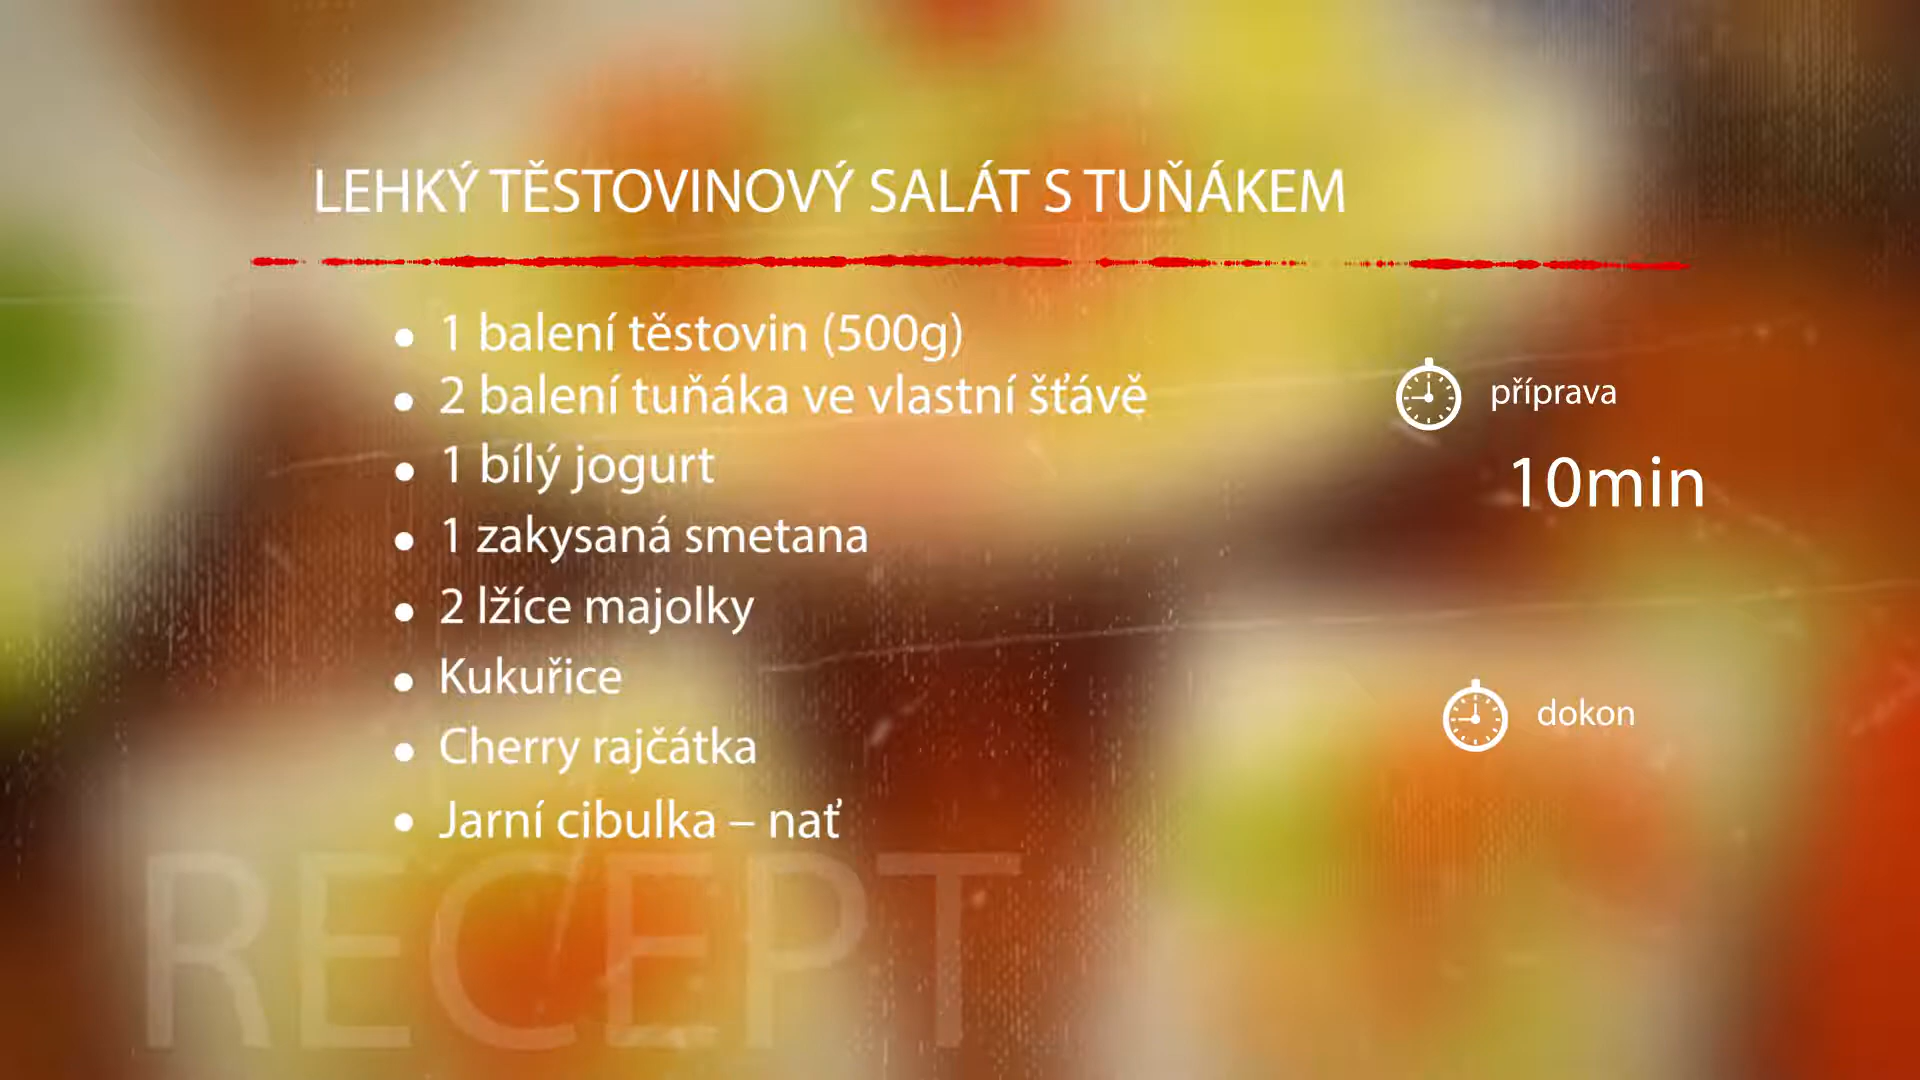 LEHKÝ TĚSTOVINOVÝ SALÁT S TUŇÁKEM
• 1 balení těstovin (500g)
• 2 balení tuňáka ve vlastní šťávě
• 1 bílý jogurt
• 1 zakysaná smetana
• 2 lžíce majolky
• Kukuřice
• Cherry rajčátka
• Jarní cibulka – nať
příprava
10min
dokon
RECEPT